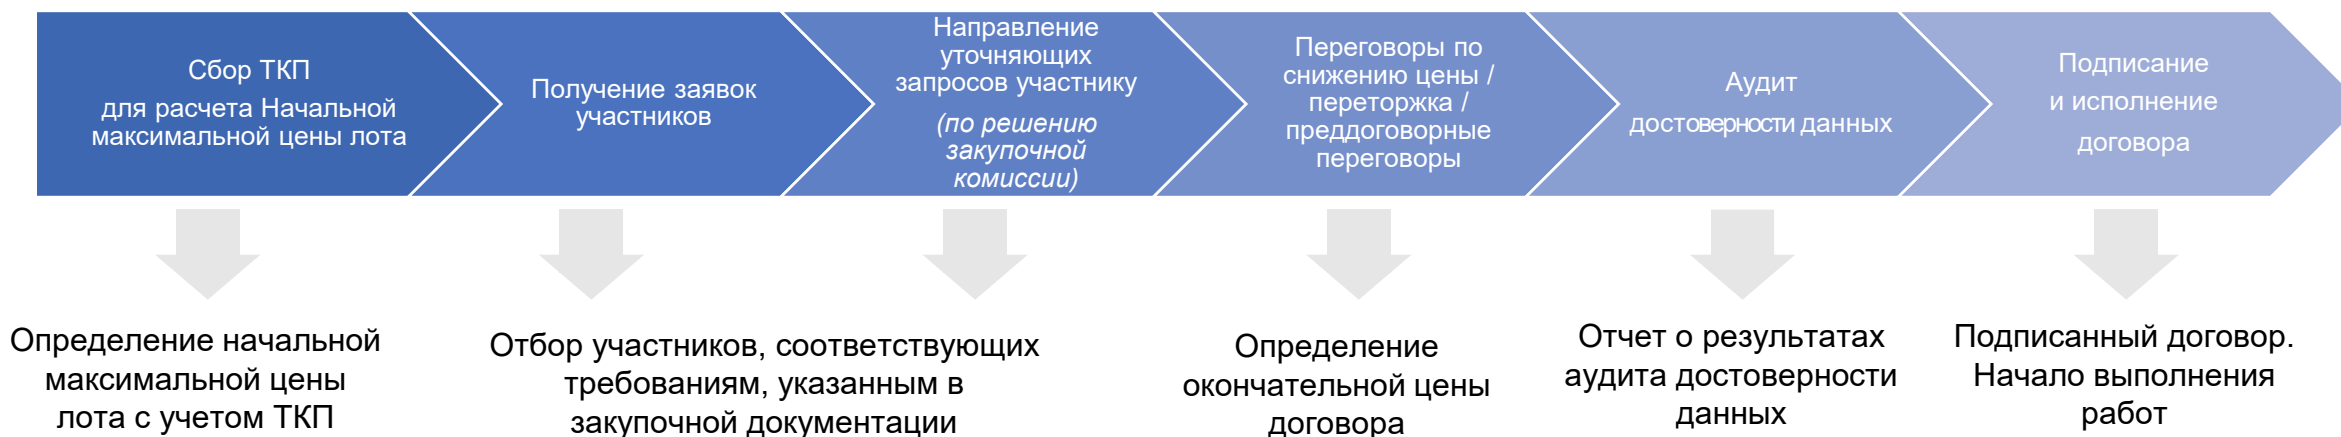 Сбор ТКП
для расчета Начальной
максимальной цены лота
Получение заявок
участников
Направление
уточняющих
запросов участнику
(по решению
закупочной
комиссии)
Переговоры по
снижению цены /
переторжка /
преддоговорные
переговоры
Аудит
достоверности данных
Подписание
и исполнение
договора
Определение начальной
максимальной цены
лота с учетом ТКП
Отбор участников, соответствующих
требованиям, указанным в
закупочной документации
Определение
окончательной цены
договора
Отчет о результатах
аудита достоверности
данных
Подписанный договор.
Начало выполнения
работ